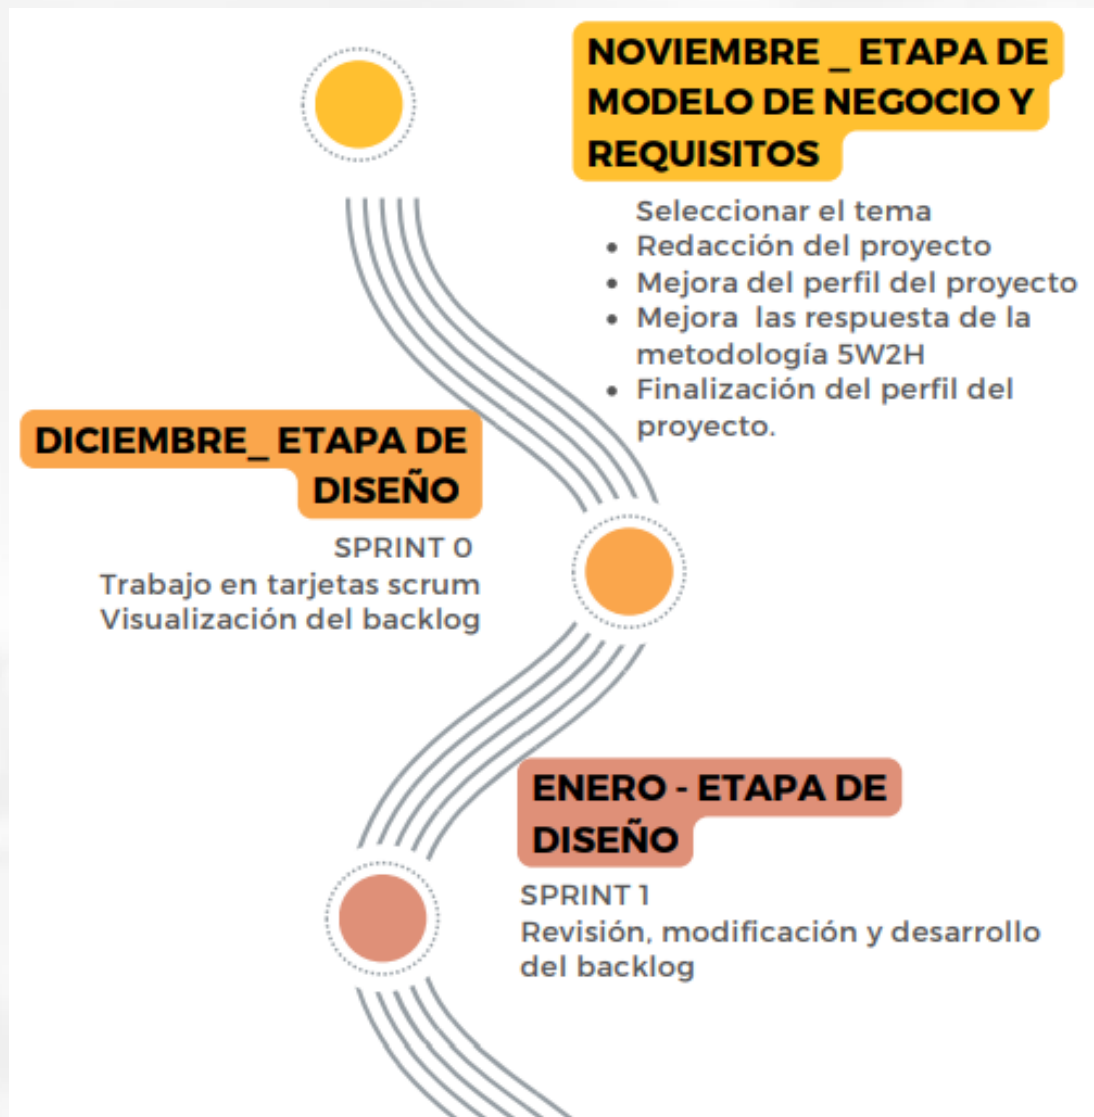 NOVIEMBRE _ ETAPA DE
MODELO DE NEGOCIO Y
REQUISITOS
Seleccionar el tema
• Redacción del proyecto
• Mejora del perfil del proyecto
• Mejora  las respuesta de la
metodología 5W2H
• Finalización del perfil del
proyecto.
DICIEMBRE_ ETAPA DE
DISEÑO
SPRINT 0
Trabajo en tarjetas scrum
Visualización del backlog
ENERO - ETAPA DE
DISEÑO
SPRINT 1
Revisión, modificación y desarrollo
del backlog